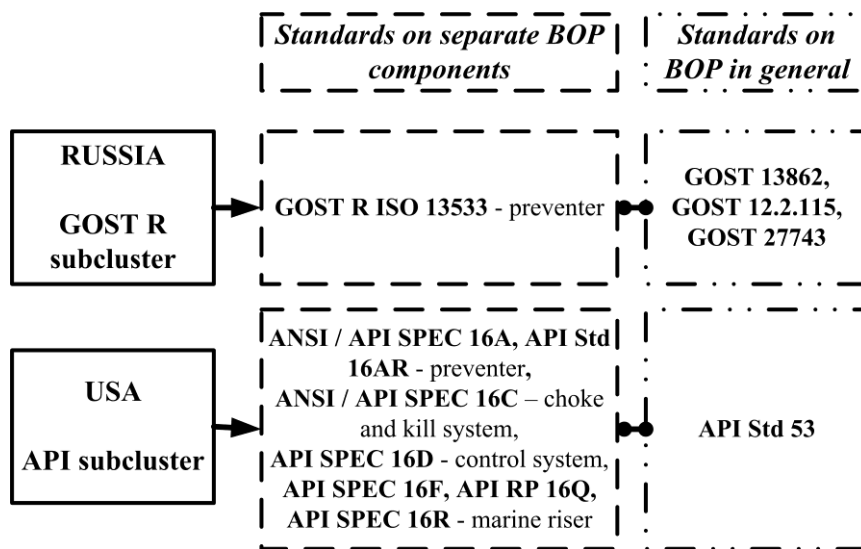 Standards on separate BOP
components
Standards on
BOP in general
RUSSIA
GOST R
subcluster
GOST R ISO 13533 - preventer
GOST 13862,
GOST 12.2.115,
GOST 27743
USA
API subcluster
ANSI / API SPEC 16A, API Std
16AR - preventer,
ANSI / API SPEC 16C – choke
and kill system,
API SPEC 16D - control system,
API SPEC 16F, API RP 16Q,
API SPEC 16R - marine riser
API Std 53